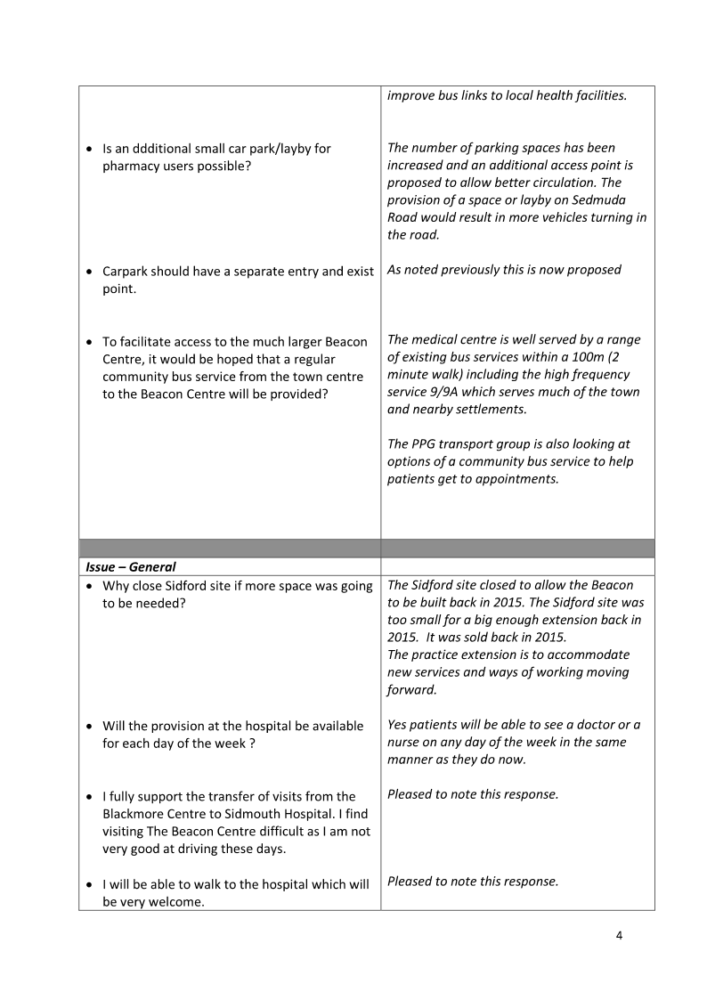 improve bus links to local health facilities.
• Is an ddditional small car park/layby for
pharmacy users possible?
The number of parking spaces has been
increased and an additional access point is
proposed to allow better circulation. The
provision of a space or layby on Sedmuda
Road would result in more vehicles turning in
the road.
• Carpark should have a separate entry and exist
point.
As noted previously this is now proposed
• To facilitate access to the much larger Beacon
Centre, it would be hoped that a regular
community bus service from the town centre
to the Beacon Centre will be provided?
The medical centre is well served by a range
of existing bus services within a 100m (2
minute walk) including the high frequency
service 9/9A which serves much of the town
and nearby settlements.
The PPG transport group is also looking at
options of a community bus service to help
patients get to appointments.
Issue – General
• Why close Sidford site if more space was going
to be needed?
The Sidford site closed to allow the Beacon
to be built back in 2015. The Sidford site was
too small for a big enough extension back in
2015.  It was sold back in 2015.
The practice extension is to accommodate
new services and ways of working moving
forward.
• Will the provision at the hospital be available
for each day of the week ?
Yes patients will be able to see a doctor or a
nurse on any day of the week in the same
manner as they do now.
• I fully support the transfer of visits from the
Blackmore Centre to Sidmouth Hospital. I find
visiting The Beacon Centre difficult as I am not
very good at driving these days.
Pleased to note this response.
• I will be able to walk to the hospital which will
be very welcome.
Pleased to note this response.
4